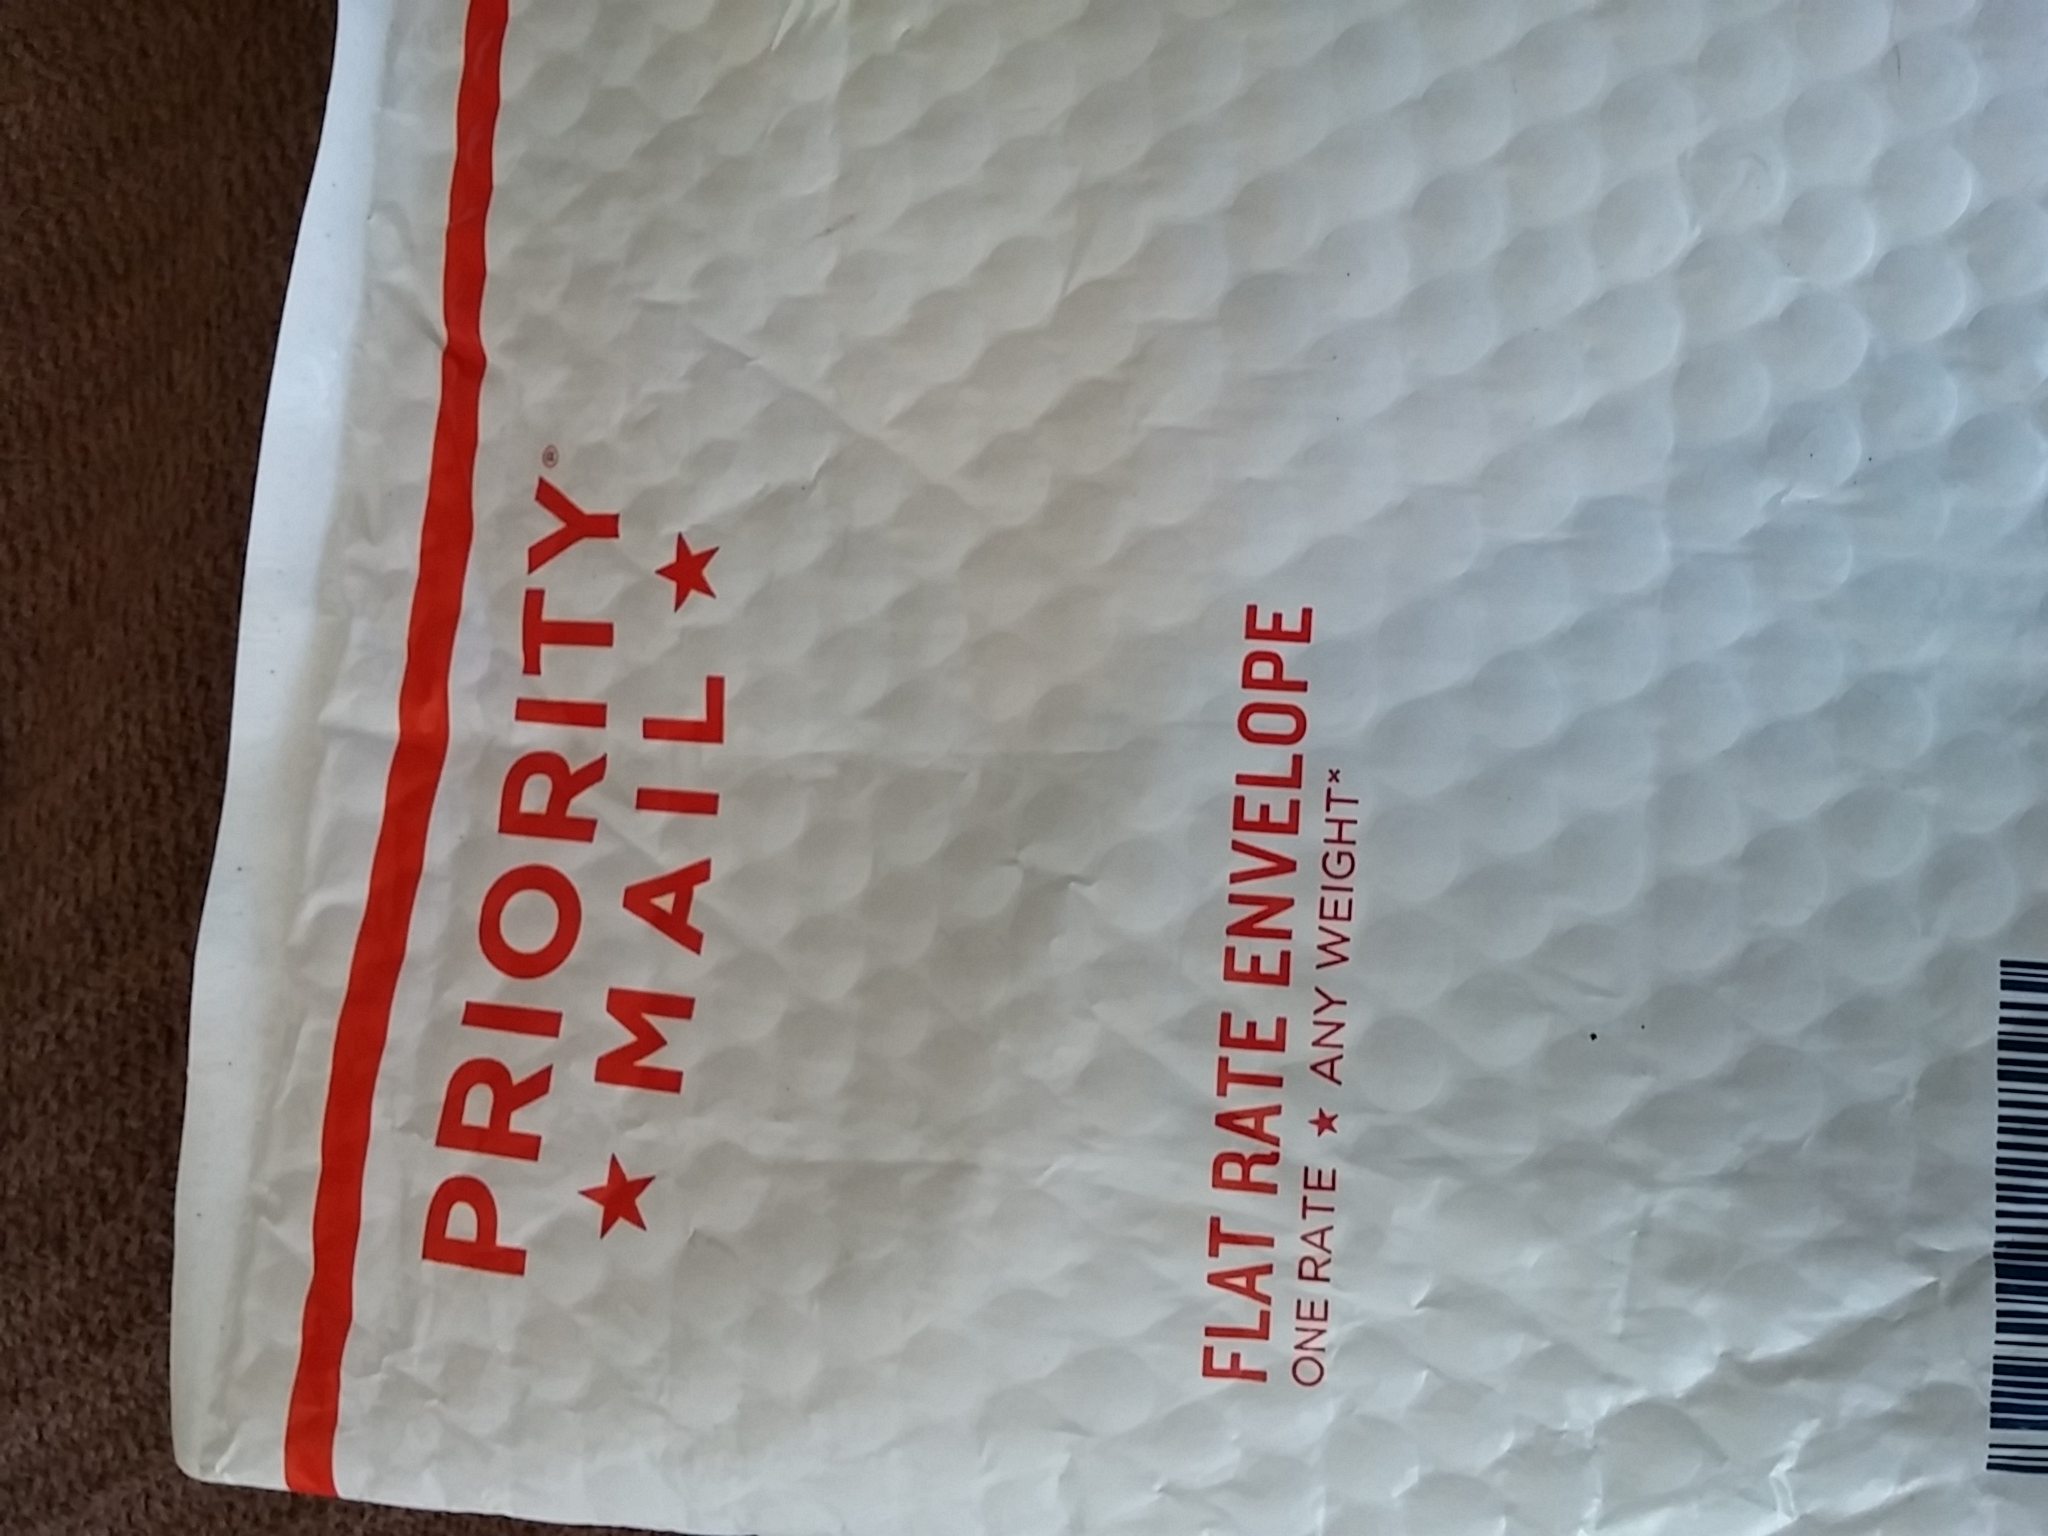 PRIORITY®
★ MAIL ★
FLAT RATE ENVELOPE
ONE RATE ★ ANY WEIGHT*